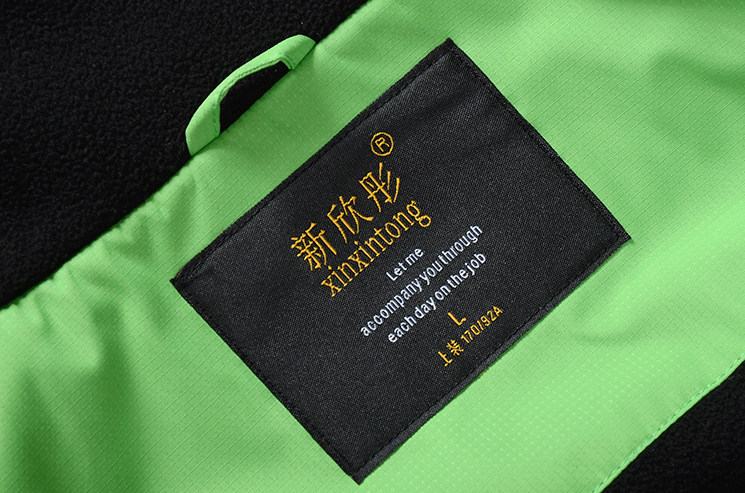 新欣彤®
xinxintong
Let me
accompany you through
each day on the job
L
上装 170/92A